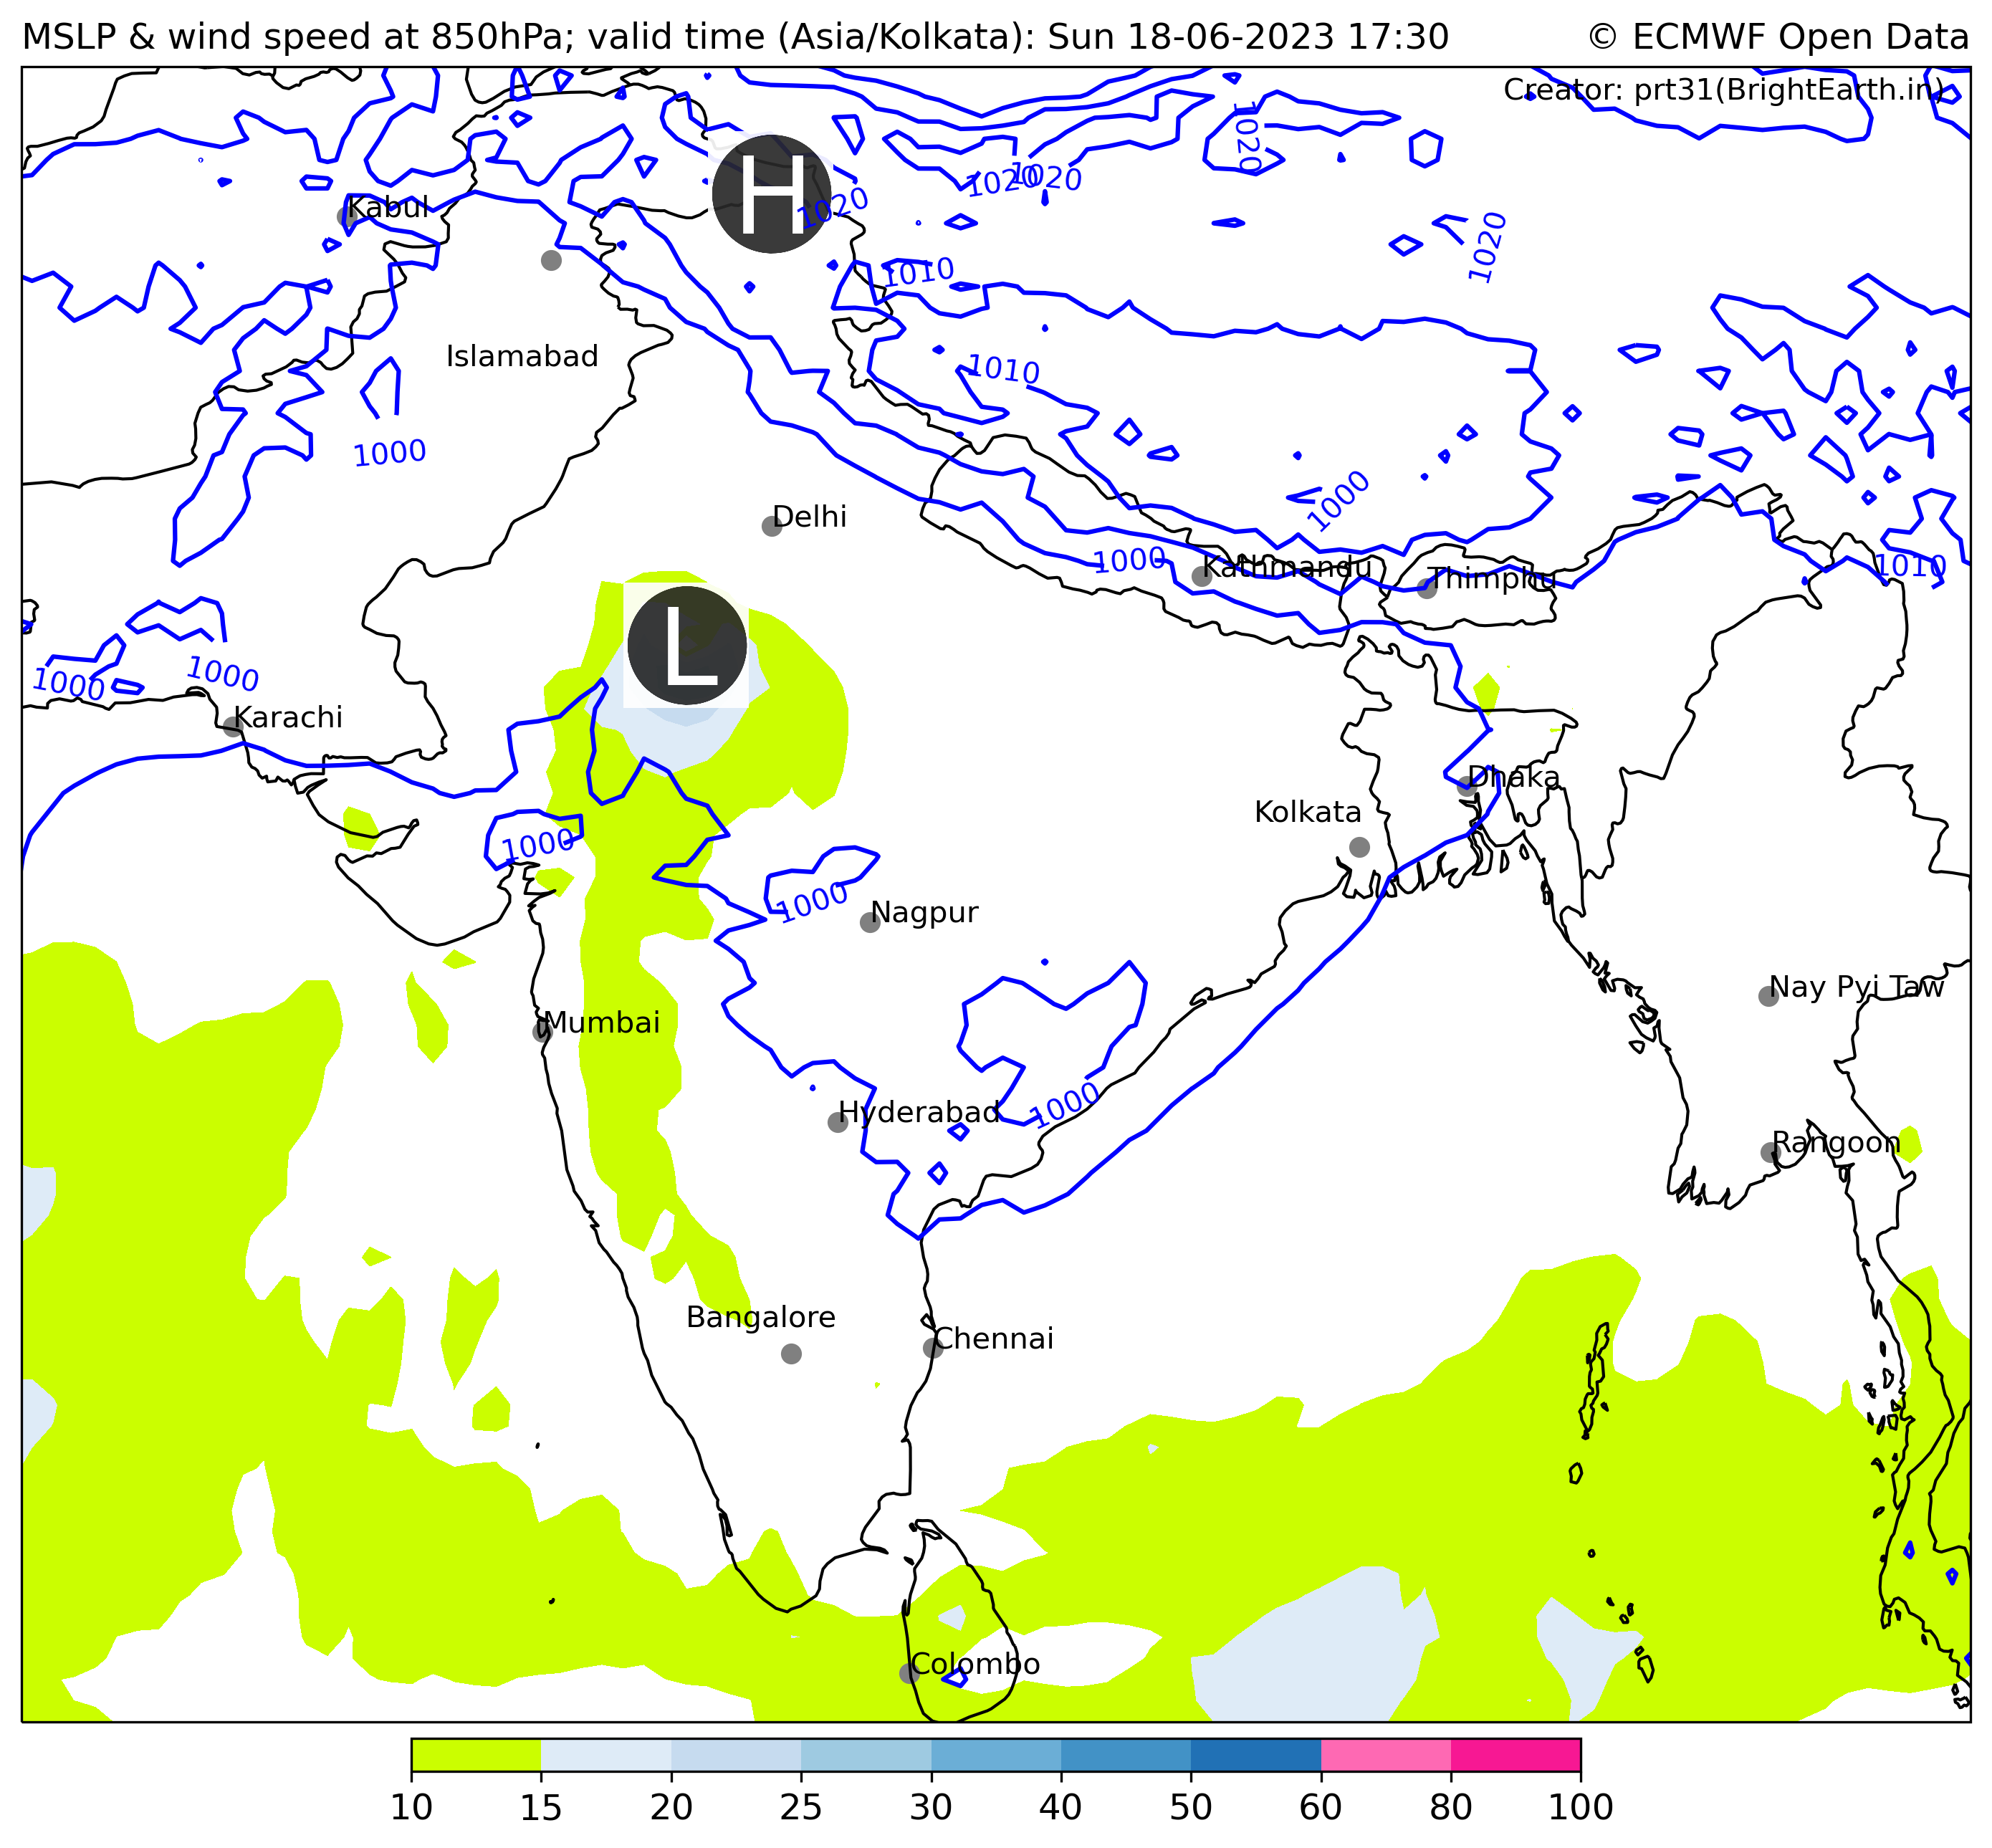 MSLP & wind speed at 850hPa; valid time (Asia/Kolkata): Sun 18-06-2023 17:30
© ECMWF Open Data
Creator: prt31(BrightEarth.in)
1020
H
1020
1020
1020
Kabul
1020
1010
Islamabad
1010
1000
1000
Delhi
1000
Kathmandu
Thimphu
1010
L
1000
1000
Karachi
Dhaka
Kolkata
1000
1000
Nagpur
Nay Pyi Taw
Mumbai
1000
Hyderabad
Rangoon
Bangalore
Chennai
Colombo
10 15 20 25 30 40 50 60 80 100